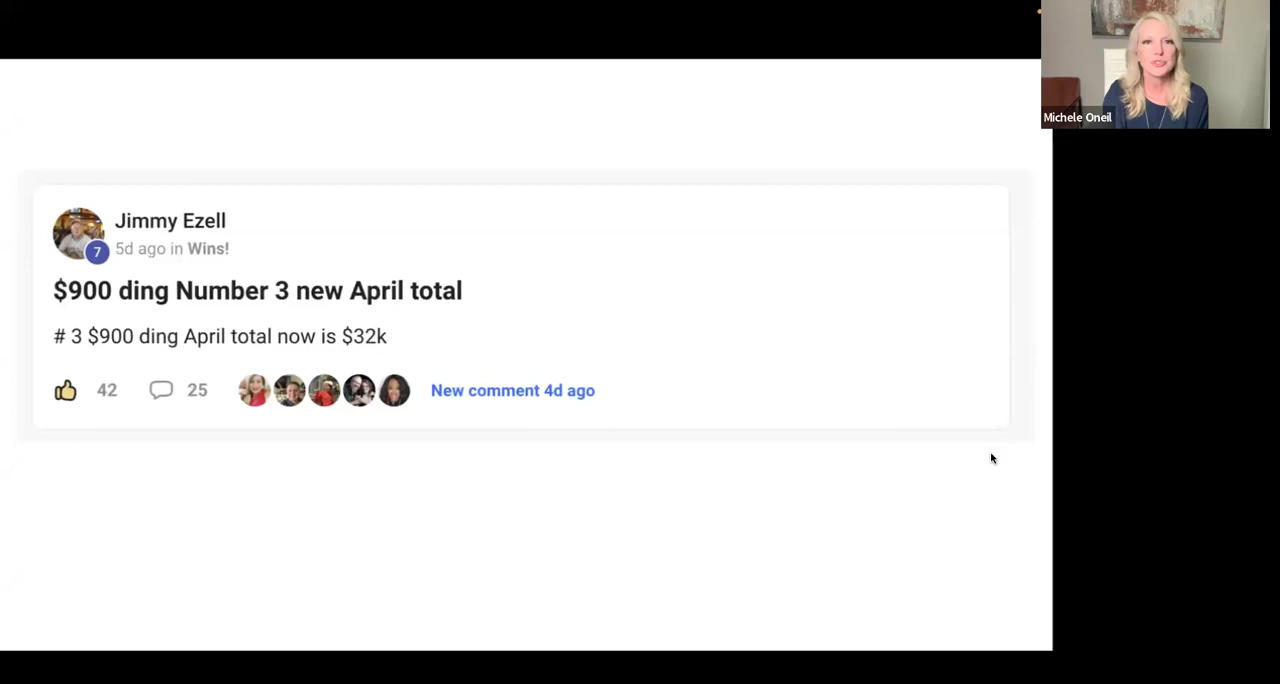 Michele Oneil
Jimmy Ezell
7
5d ago in Wins!
$900 ding Number 3 new April total
# 3 $900 ding April total now is $32k
42 25 New comment 4d ago